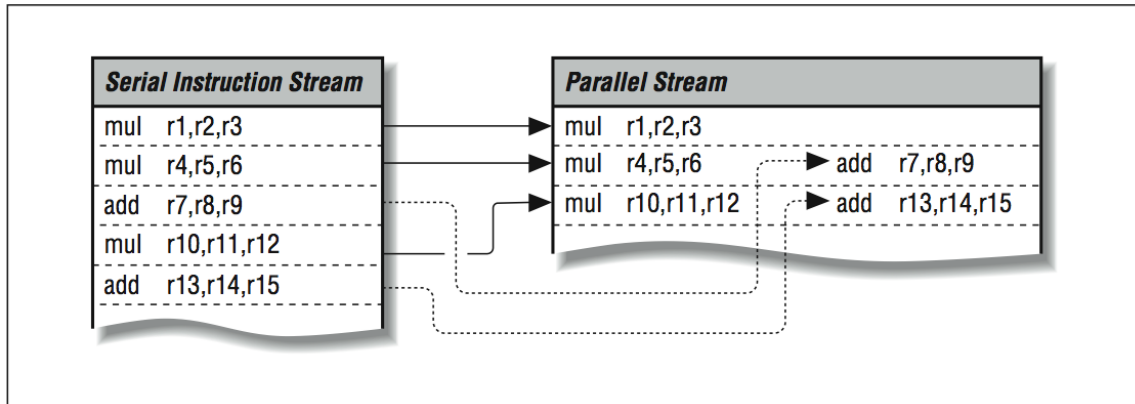 Serial Instruction Stream
mul r1,r2,r3
mul r4,r5,r6
add r7,r8,r9
mul r10,r11,r12
add r13,r14,r15
Parallel Stream
mul r1,r2,r3
mul r4,r5,r6 add r7,r8,r9
mul r10,r11,r12 add r13,r14,r15